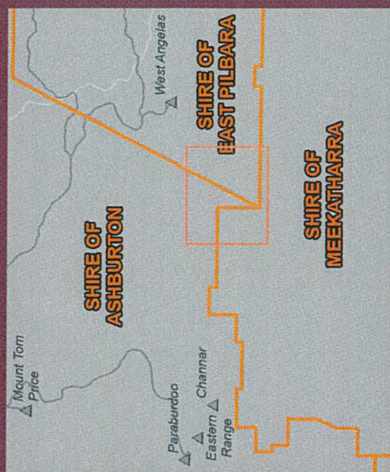 Mount Tom
Price
Paraburdoo
Channar
Eastern
Range
SHIRE OF
ASHBURTON
West Angelas
SHIRE OF
EAST PILBARA
SHIRE OF
MEEKATHARRA